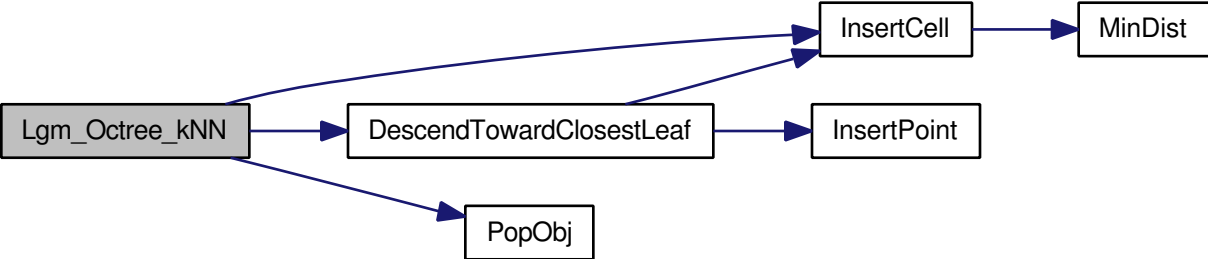 InsertCell
MinDist
Lgm_Octree_kNN
DescendTowardClosestLeaf
InsertPoint
PopObj